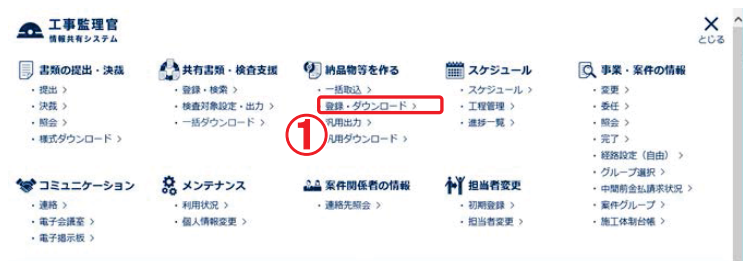 工事監理官
情報共有システム
とじる
書類の提出・決裁
・提出 >
・決裁 >
・照会 >
・様式ダウンロード >
共有書類・検査支援
・登録・検索 >
・検査対象設定・出力 >
・一括ダウンロード >
納品物等を作る
・一括取込 >
・登録・ダウンロード >
汎用出力 >
汎用ダウンロード >
①
スケジュール
・スケジュール >
・工程管理 >
・進捗一覧 >
事業・案件の情報
・変更 >
・委任 >
・照会 >
・完了 >
・経路設定（自由） >
・グループ選択 >
・中間前金払請求状況 >
・案件グループ >
・施工体制台帳 >
コミュニケーション
・連絡 >
・電子会議室 >
・電子掲示板 >
メンテナンス
・利用状況 >
・個人情報変更 >
案件関係者の情報
・連絡先照会 >
担当者変更
・初期登録 >
・担当者変更 >